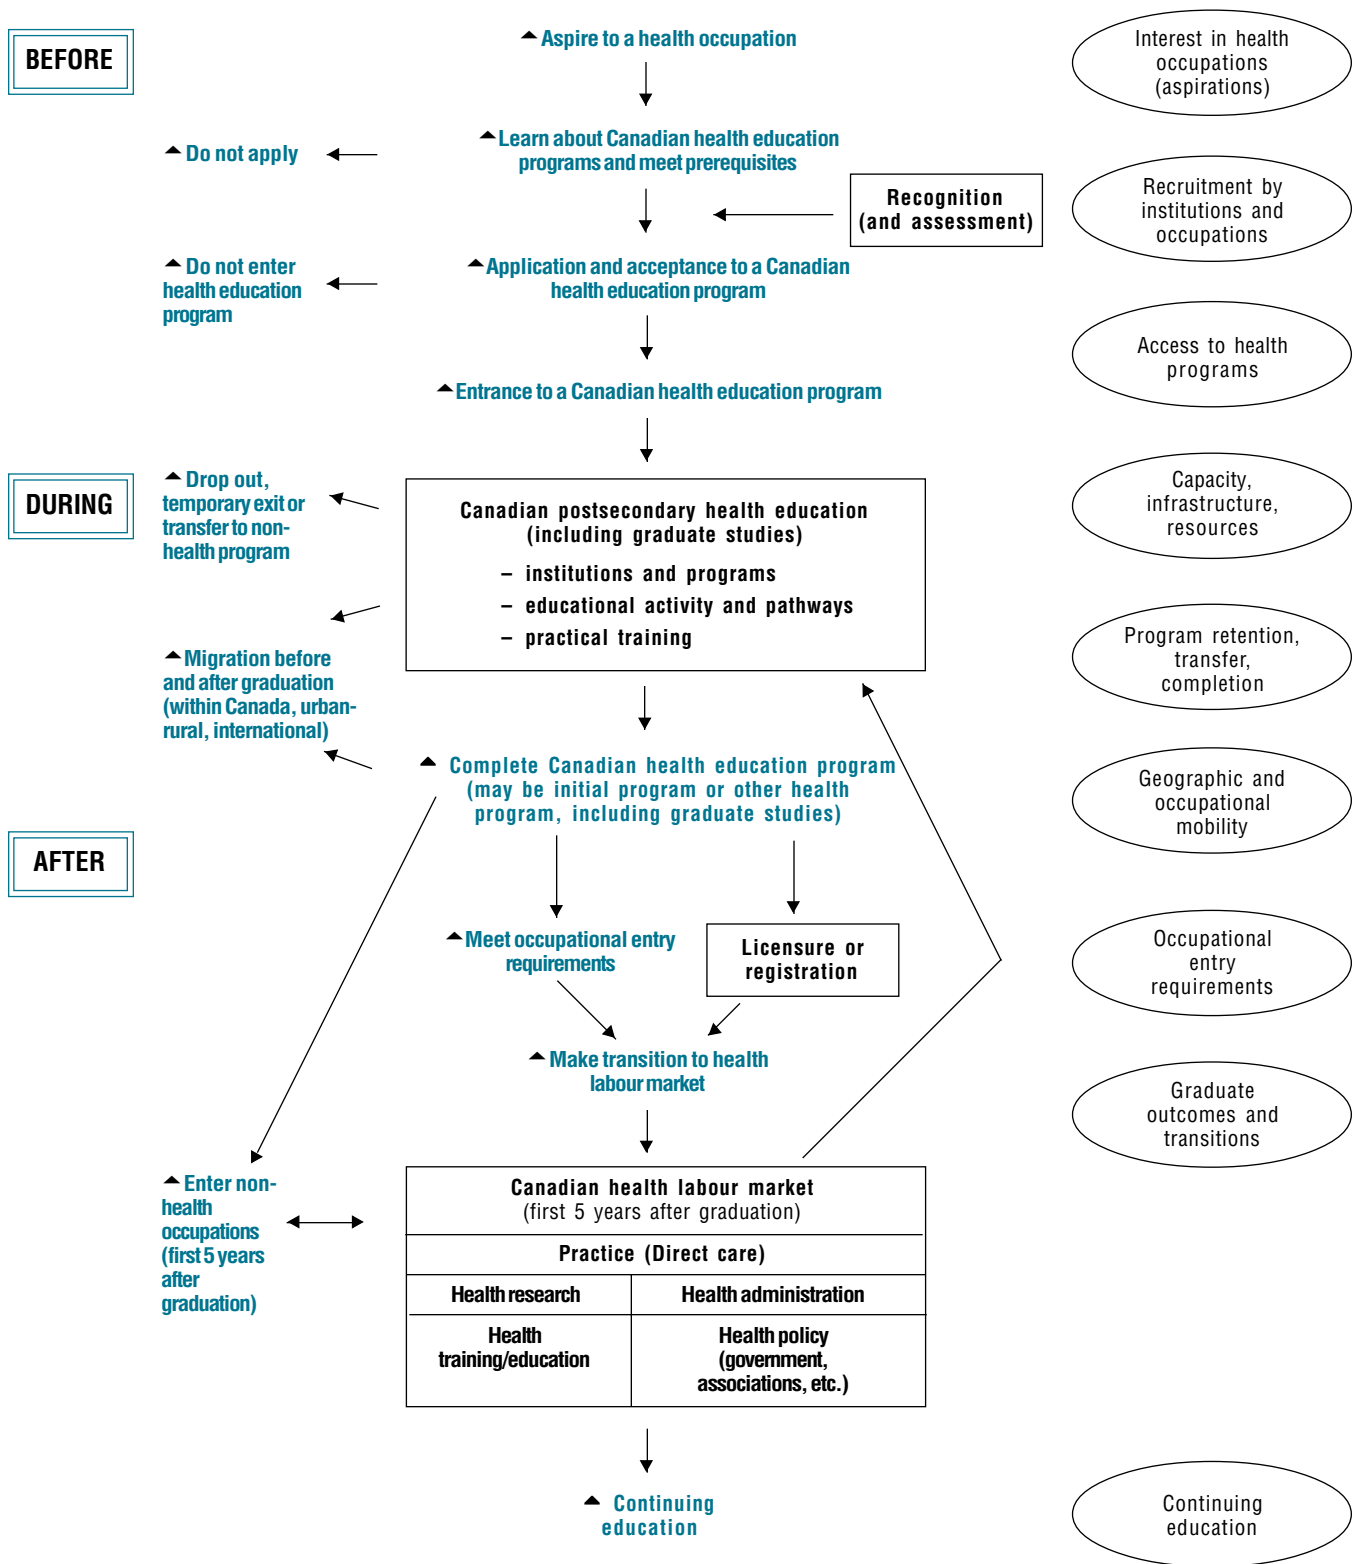 BEFORE
Aspire to a health occupation
Interest in health
occupations
(aspirations)
Do not apply
Learn about Canadian health education
programs and meet prerequisites
Recognition
(and assessment)
Recruitment by
institutions and
occupations
Do not enter
health education
program
Application and acceptance to a Canadian
health education program
Access to health
programs
Entrance to a Canadian health education program
DURING
Drop out,
temporary exit or
transfer to non-
health program
Canadian postsecondary health education
(including graduate studies)
– institutions and programs
– educational activity and pathways
– practical training
Capacity,
infrastructure,
resources
Migration before
and after graduation
(within Canada, urban-
rural, international)
Program retention,
transfer,
completion
Complete Canadian health education program
(may be initial program or other health
program, including graduate studies)
Geographic and
occupational
mobility
AFTER
Meet occupational entry
requirements
Licensure or
registration
Occupational
entry
requirements
Make transition to health
labour market
Graduate
outcomes and
transitions
Enter non-
health
occupations
(first 5 years
after
graduation)
Canadian health labour market
(first 5 years after graduation)
Practice (Direct care)
Health research
Health administration
Health
training/education
Health policy
(government,
associations, etc.)
Continuing
education
Continuing
education